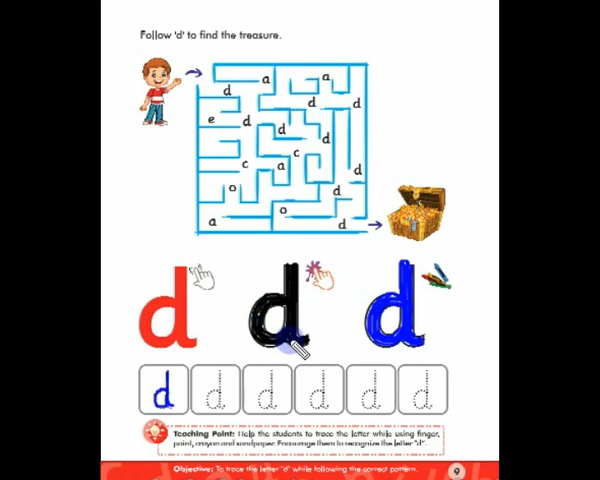 Follow 'd' to find the treasure.
a a
d d d
e d d
d
c
c a d
o d
a o d
d d d
d d d d d d
Teaching Point: Help the students to trace the letter while using finger,
paint, crayon and sandpaper. Encourage them to recognize the letter "d".
Objective: To trace the letter "d" while following the correct pattern.
9